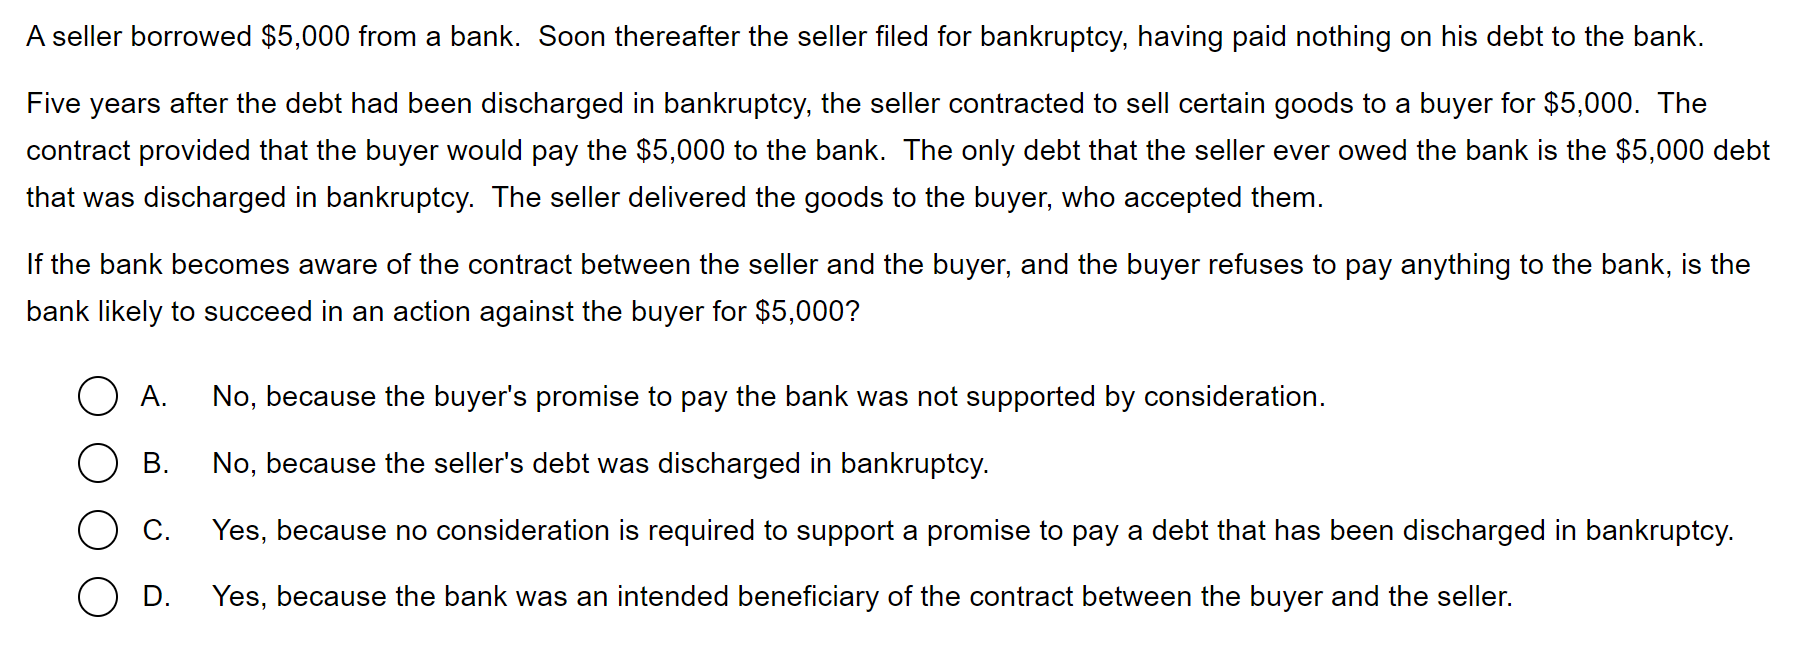 A seller borrowed $5,000 from a bank.  Soon thereafter the seller filed for bankruptcy, having paid nothing on his debt to the bank.
Five years after the debt had been discharged in bankruptcy, the seller contracted to sell certain goods to a buyer for $5,000.  The
contract provided that the buyer would pay the $5,000 to the bank.  The only debt that the seller ever owed the bank is the $5,000 debt
that was discharged in bankruptcy.  The seller delivered the goods to the buyer, who accepted them.
If the bank becomes aware of the contract between the seller and the buyer, and the buyer refuses to pay anything to the bank, is the
bank likely to succeed in an action against the buyer for $5,000?
A. No, because the buyer's promise to pay the bank was not supported by consideration.
B. No, because the seller's debt was discharged in bankruptcy.
C. Yes, because no consideration is required to support a promise to pay a debt that has been discharged in bankruptcy.
D. Yes, because the bank was an intended beneficiary of the contract between the buyer and the seller.